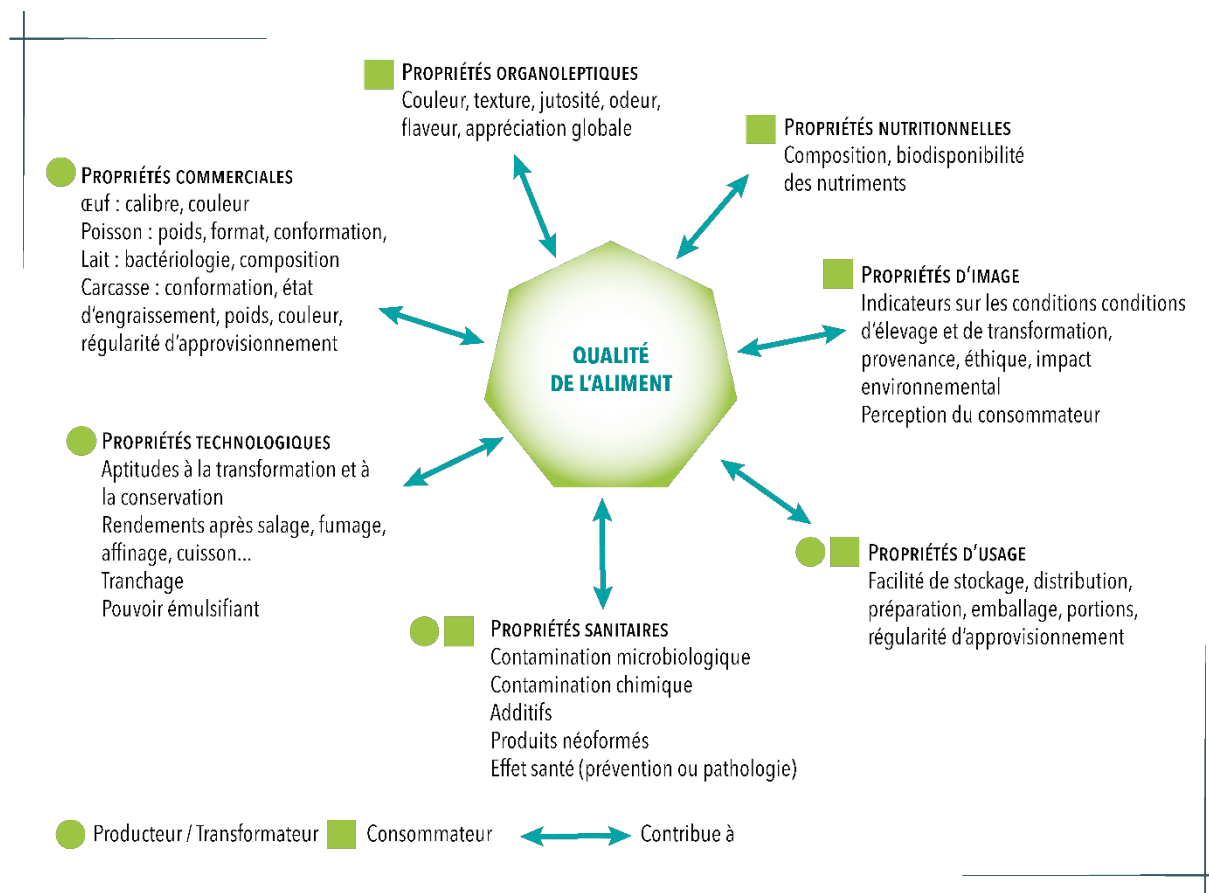 PROPRIÉTÉS ORGANOLEPTIQUES
Couleur, texture, jutosité, odeur,
flaveur, appréciation globale
PROPRIÉTÉS NUTRITIONNELLES
Composition, biodisponibilité
des nutriments
PROPRIÉTÉS COMMERCIALES
Œuf : calibre, couleur
Poisson : poids, format, conformation,
Lait : bactériologie, composition
Carcasse : conformation, état
d'engraissement, poids, couleur,
régularité d'approvisionnement
PROPRIÉTÉS D'IMAGE
Indicateurs sur les conditions conditions
d'élevage et de transformation,
provenance, éthique, impact
environnemental
Perception du consommateur
QUALITÉ
DE L'ALIMENT
PROPRIÉTÉS TECHNOLOGIQUES
Aptitudes à la transformation et à
la conservation
Rendements après salage, fumage,
affinage, cuisson...
Tranchage
Pouvoir émulsifiant
PROPRIÉTÉS D'USAGE
Facilité de stockage, distribution,
préparation, emballage, portions,
régularité d'approvisionnement
PROPRIÉTÉS SANITAIRES
Contamination microbiologique
Contamination chimique
Additifs
Produits néoformés
Effet santé (prévention ou pathologie)
Producteur / Transformateur
Consommateur
Contribue à